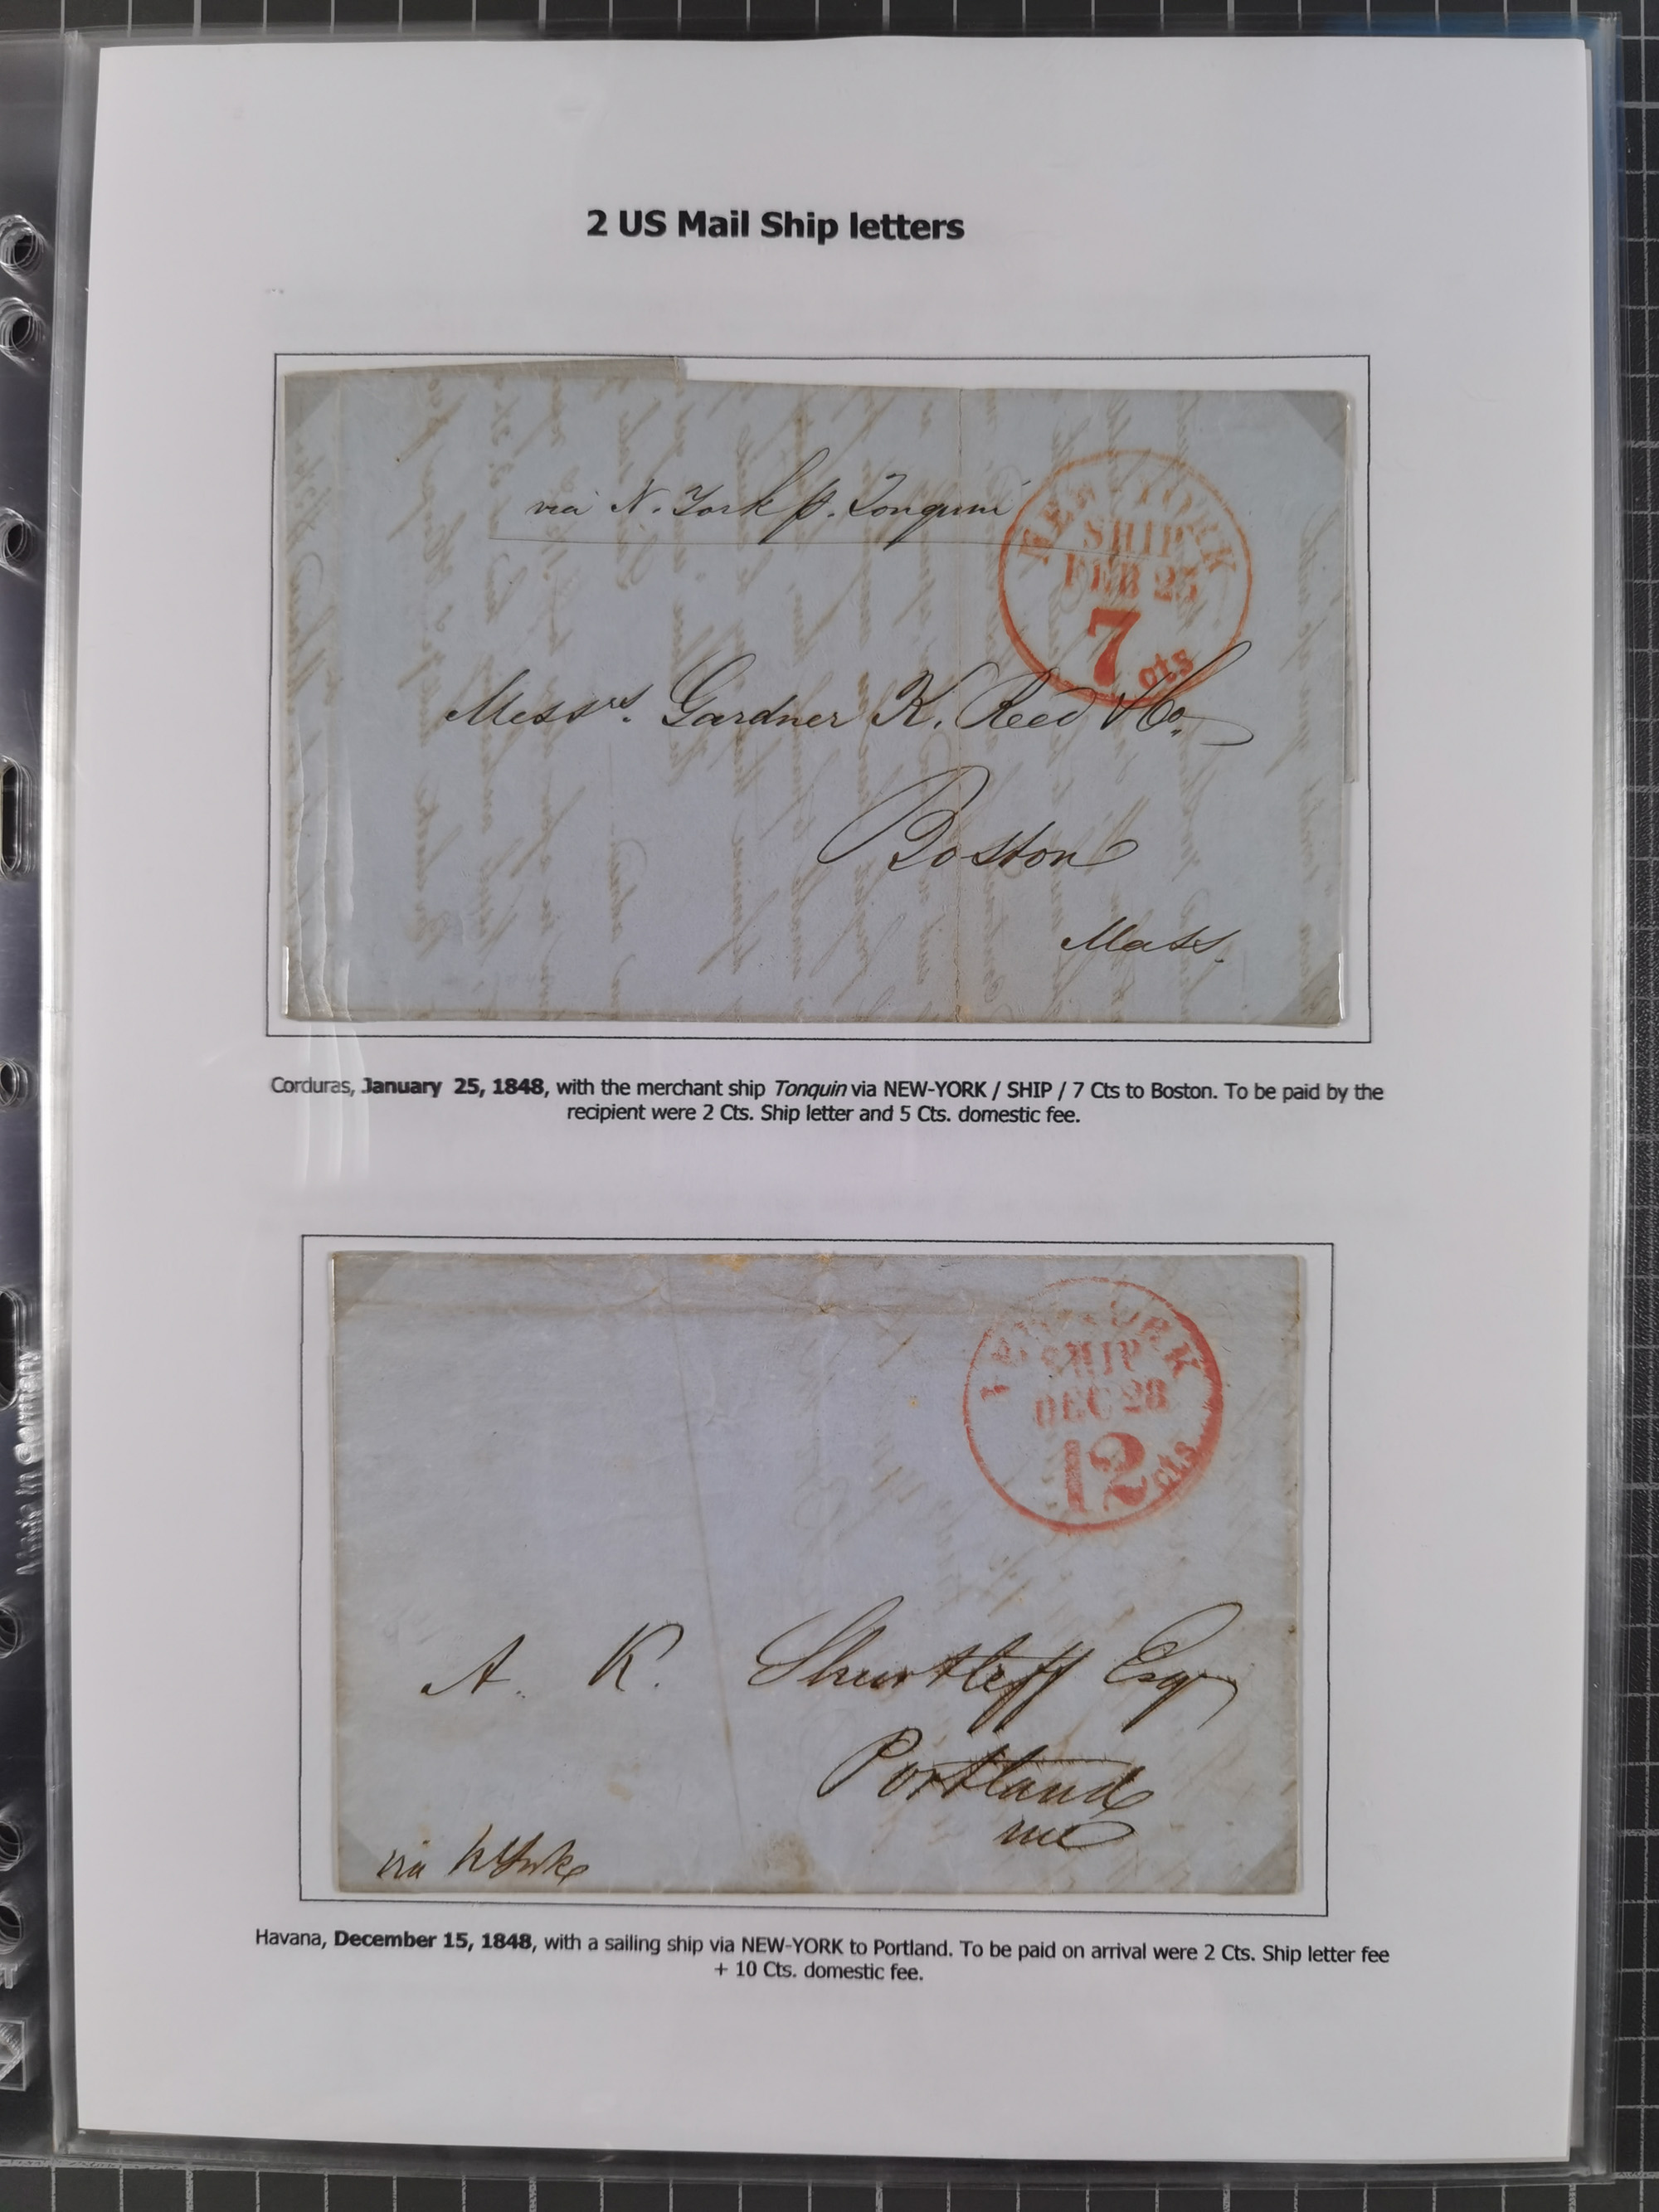 2 US Mail Ship letters
via N. York p. Tonquin
NEW-YORK
SHIP
FEB 25
7 cts
Messrs. Gardner K. Reed & Co.
Boston
Mass.
Corduras, January 25, 1848, with the merchant ship Tonquin via NEW-YORK / SHIP / 7 Cts to Boston. To be paid by the
recipient were 2 Cts. Ship letter and 5 Cts. domestic fee.
NEW-YORK
SHIP
DEC 28
12 cts
A. K. Shurtleff Esq
Portland
Me
via N York
Havana, December 15, 1848, with a sailing ship via NEW-YORK to Portland. To be paid on arrival were 2 Cts. Ship letter fee
+ 10 Cts. domestic fee.